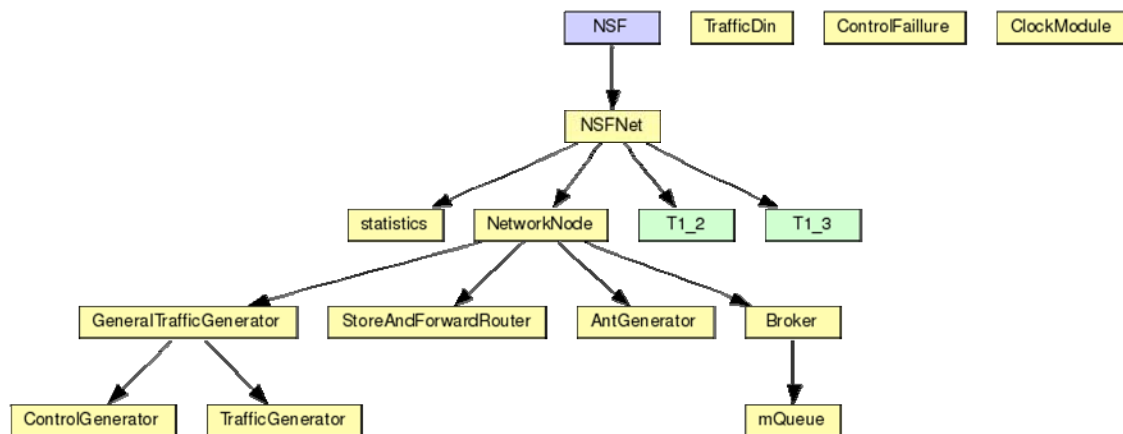 NSF
TrafficDin
ControlFaillure
ClockModule
NSFNet
statistics
NetworkNode
T1_2
T1_3
GeneralTrafficGenerator
StoreAndForwardRouter
AntGenerator
Broker
ControlGenerator
TrafficGenerator
mQueue